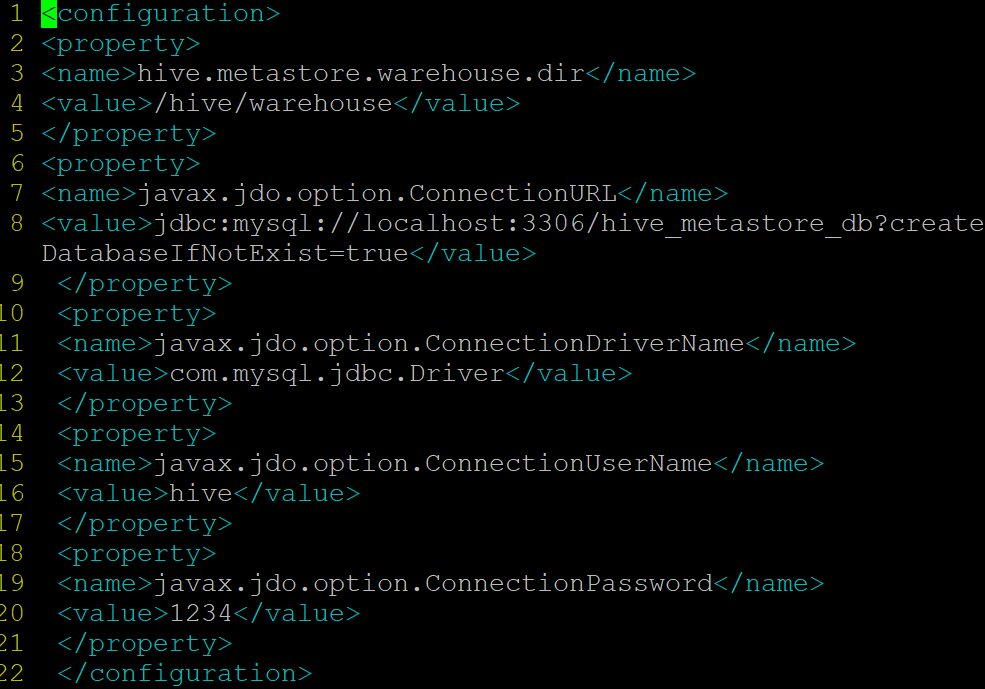 1 <configuration>
2 <property>
3 <name>hive.metastore.warehouse.dir</name>
4 <value>/hive/warehouse</value>
5 </property>
6 <property>
7 <name>javax.jdo.option.ConnectionURL</name>
8 <value>jdbc:mysql://localhost:3306/hive_metastore_db?create
DatabaseIfNotExist=true</value>
9 </property>
10 <property>
11 <name>javax.jdo.option.ConnectionDriverName</name>
12 <value>com.mysql.jdbc.Driver</value>
13 </property>
14 <property>
15 <name>javax.jdo.option.ConnectionUserName</name>
16 <value>hive</value>
17 </property>
18 <property>
19 <name>javax.jdo.option.ConnectionPassword</name>
20 <value>1234</value>
21 </property>
22 </configuration>